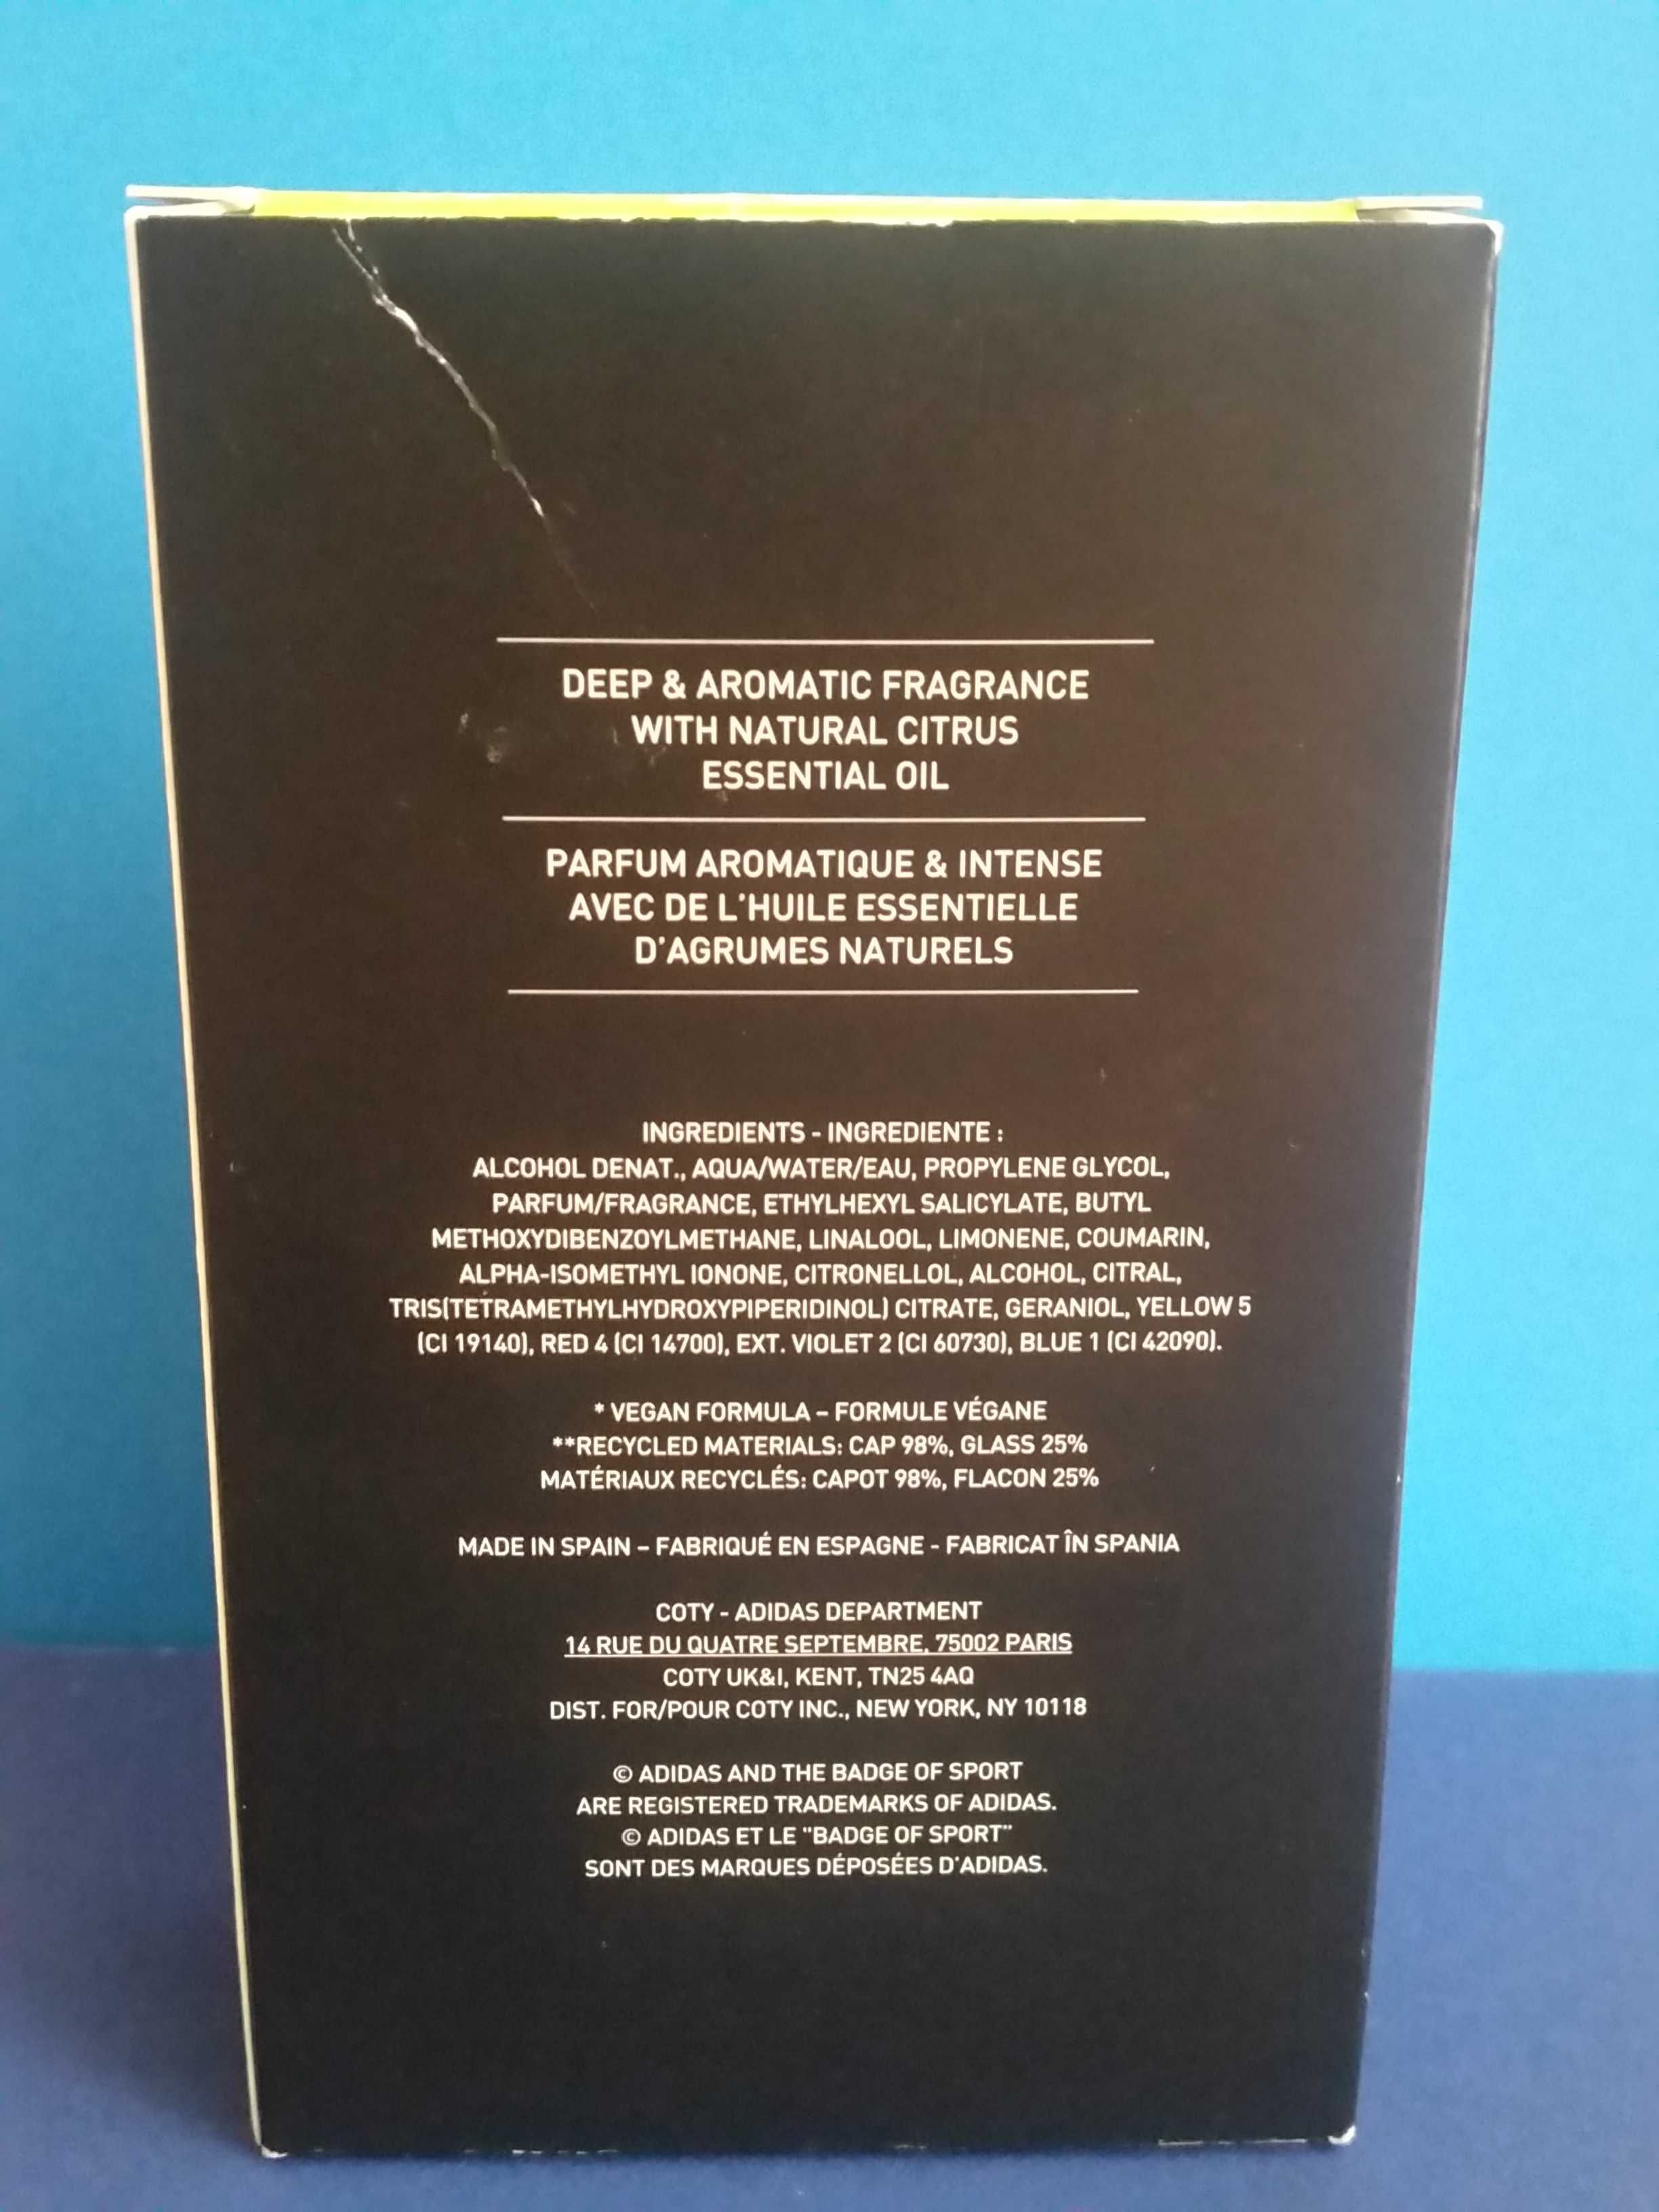 DEEP & AROMATIC FRAGRANCE
WITH NATURAL CITRUS
ESSENTIAL OIL
PARFUM AROMATIQUE & INTENSE
AVEC DE L'HUILE ESSENTIELLE
D'AGRUMES NATURELS
INGREDIENTS - INGREDIENTE :
ALCOHOL DENAT., AQUA/WATER/EAU, PROPYLENE GLYCOL,
PARFUM/FRAGRANCE, ETHYLHEXYL SALICYLATE, BUTYL
METHOXYDIBENZOYLMETHANE, LINALOOL, LIMONENE, COUMARIN,
ALPHA-ISOMETHYL IONONE, CITRONELLOL, ALCOHOL, CITRAL,
TRIS(TETRAMETHYLHYDROXYPIPERIDINOL) CITRATE, GERANIOL, YELLOW 5
(CI 19140), RED 4 (CI 14700), EXT. VIOLET 2 (CI 60730), BLUE 1 (CI 42090).
* VEGAN FORMULA – FORMULE VÉGANE
**RECYCLED MATERIALS: CAP 98%, GLASS 25%
MATÉRIAUX RECYCLÉS: CAPOT 98%, FLACON 25%
MADE IN SPAIN – FABRIQUÉ EN ESPAGNE - FABRICAT ÎN SPANIA
COTY - ADIDAS DEPARTMENT
14 RUE DU QUATRE SEPTEMBRE, 75002 PARIS
COTY UK&I, KENT, TN25 4AQ
DIST. FOR/POUR COTY INC., NEW YORK, NY 10118
© ADIDAS AND THE BADGE OF SPORT
ARE REGISTERED TRADEMARKS OF ADIDAS.
© ADIDAS ET LE "BADGE OF SPORT"
SONT DES MARQUES DÉPOSÉES D'ADIDAS.